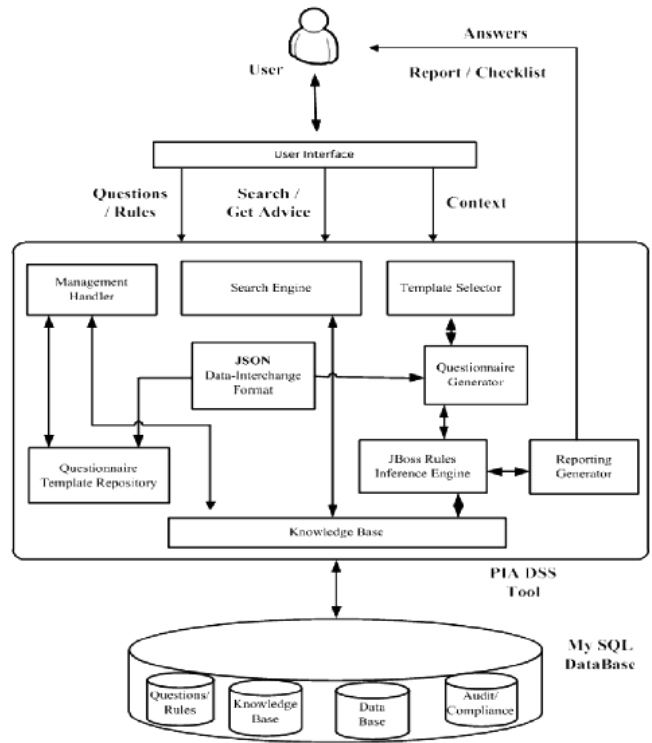 Answers
User
Report / Checklist
User Interface
Questions
/ Rules
Search /
Get Advice
Context
Management
Handler
Search Engine
Template Selector
JSON
Data-Interchange
Format
Questionnaire
Generator
Questionnaire
Template Repository
JBoss Rules
Inference Engine
Reporting
Generator
Knowledge Base
PIA DSS
Tool
My SQL
DataBase
Questions/
Rules
Knowledge
Base
Data
Base
Audit/
Compliance